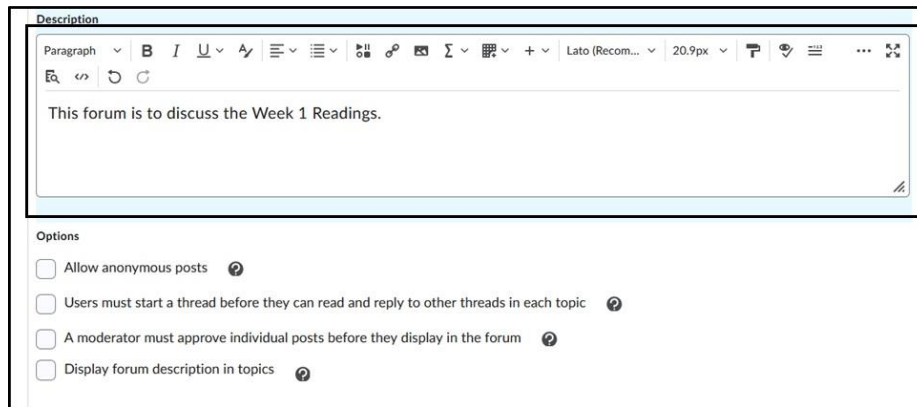 Description
Paragraph B I U Lato (Recom... 20.9px
This forum is to discuss the Week 1 Readings.
Options
Allow anonymous posts
Users must start a thread before they can read and reply to other threads in each topic
A moderator must approve individual posts before they display in the forum
Display forum description in topics